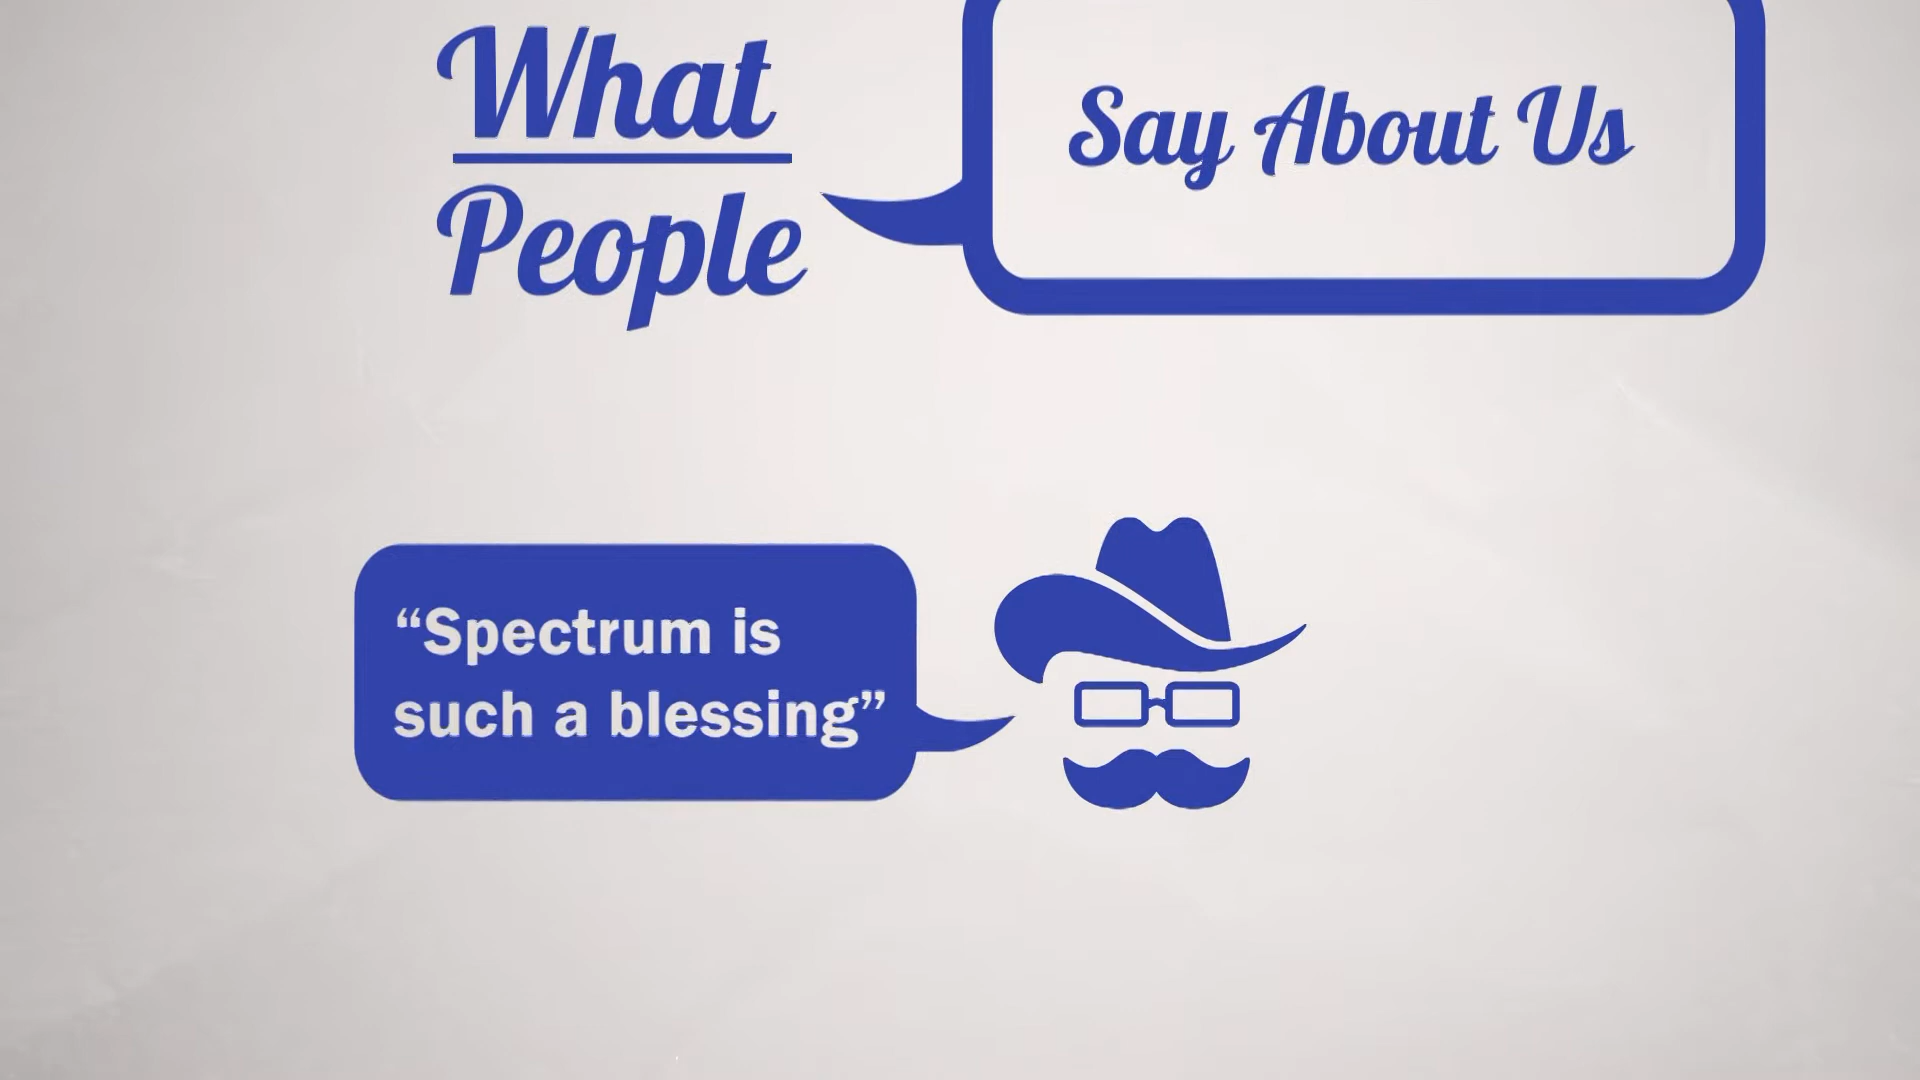 What
People
Say About Us
“Spectrum is
such a blessing”